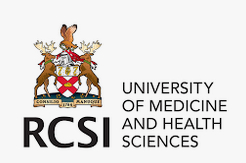 CONSILIO MANUQUE
RCSI
UNIVERSITY
OF MEDICINE
AND HEALTH
SCIENCES